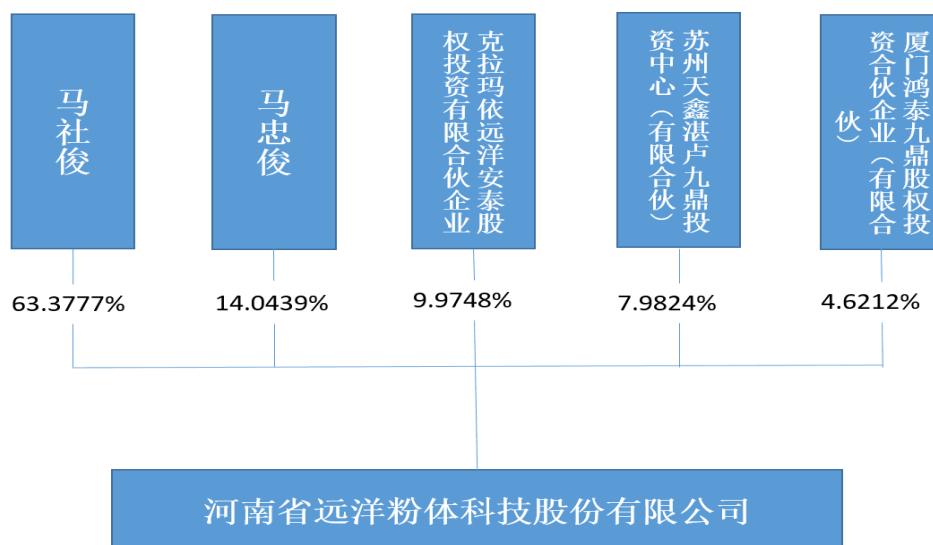 马社俊
马忠俊
克拉玛依远洋安泰股
权投资有限合伙企业
苏州天鑫湛卢九鼎投
资中心（有限合伙）
厦门鸿泰九鼎股权投
资合伙企业（有限合
伙）
63.3777%
14.0439%
9.9748%
7.9824%
4.6212%
河南省远洋粉体科技股份有限公司